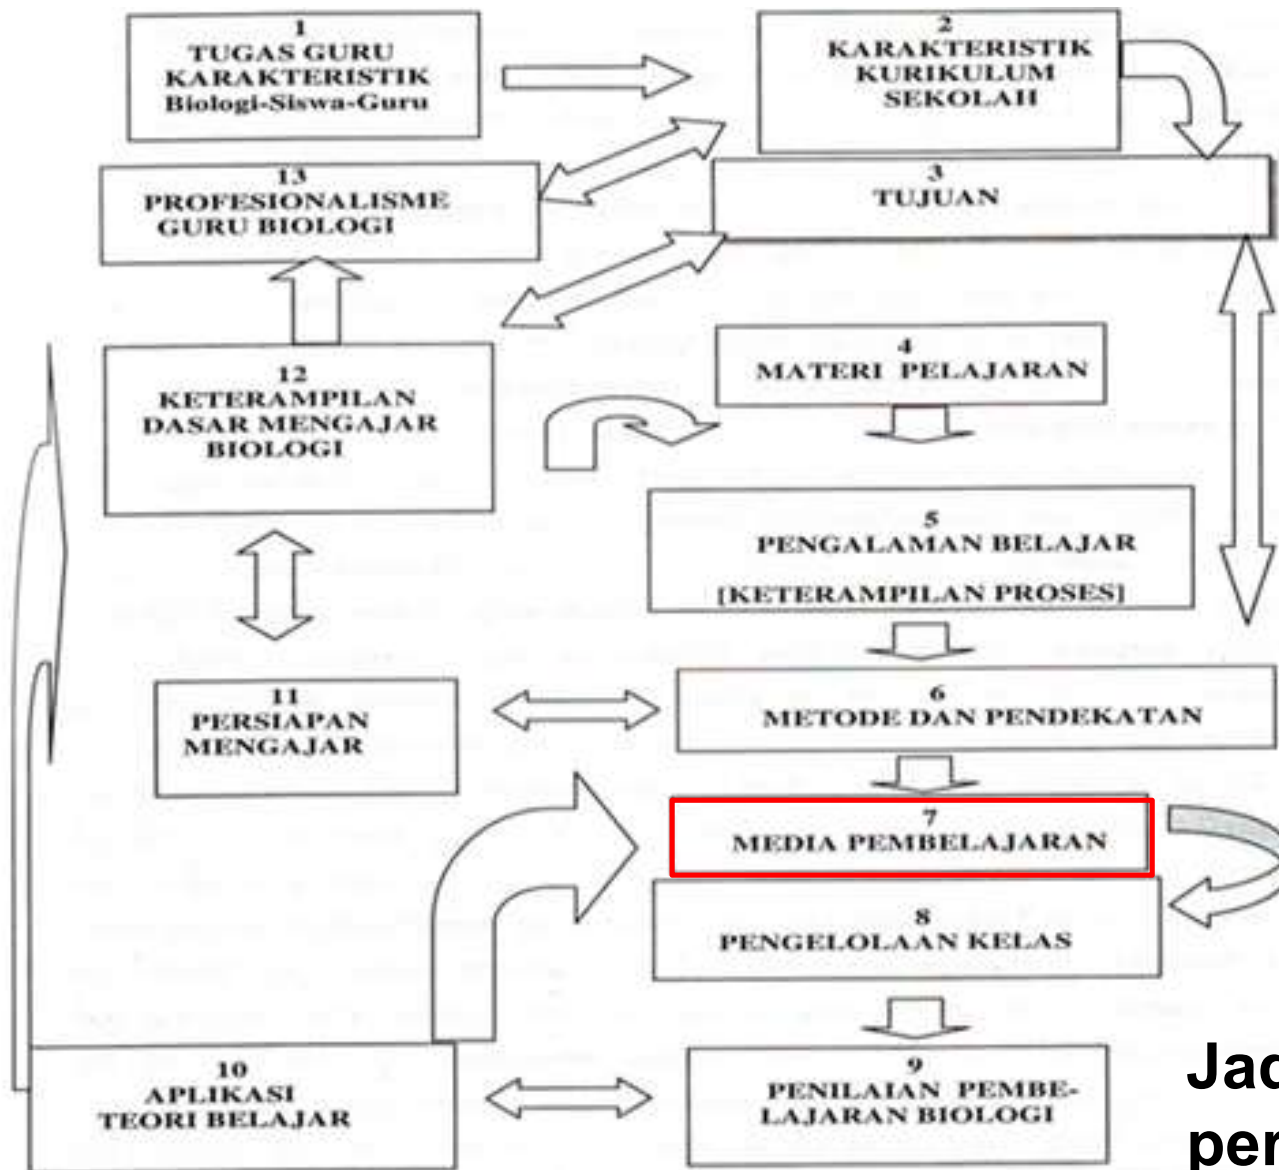 1
TUGAS GURU
KARAKTERISTIK
Biologi-Siswa-Guru
2
KARAKTERISTIK
KURIKULUM
SEKOLAH
3
TUJUAN
13
PROFESIONALISME
GURU BIOLOGI
12
KETERAMPILAN
DASAR MENGAJAR
BIOLOGI
4
MATERI PELAJARAN
5
PENGALAMAN BELAJAR
[KETERAMPILAN PROSES]
11
PERSIAPAN
MENGAJAR
6
METODE DAN PENDEKATAN
7
MEDIA PEMBELAJARAN
8
PENGELOLAAN KELAS
10
APLIKASI
TEORI BELAJAR
9
PENILAIAN PEMBE-
LAJARAN BIOLOGI